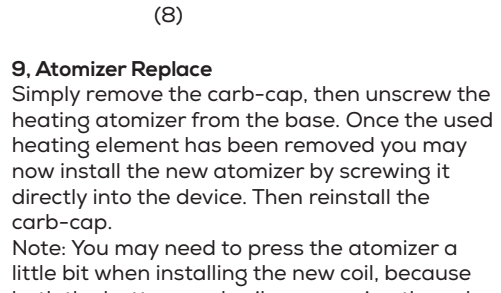 (8)
9, Atomizer Replace
Simply remove the carb-cap, then unscrew the
heating atomizer from the base. Once the used
heating element has been removed you may
now install the new atomizer by screwing it
directly into the device. Then reinstall the
carb-cap.
Note: You may need to press the atomizer a
little bit when installing the new coil, because